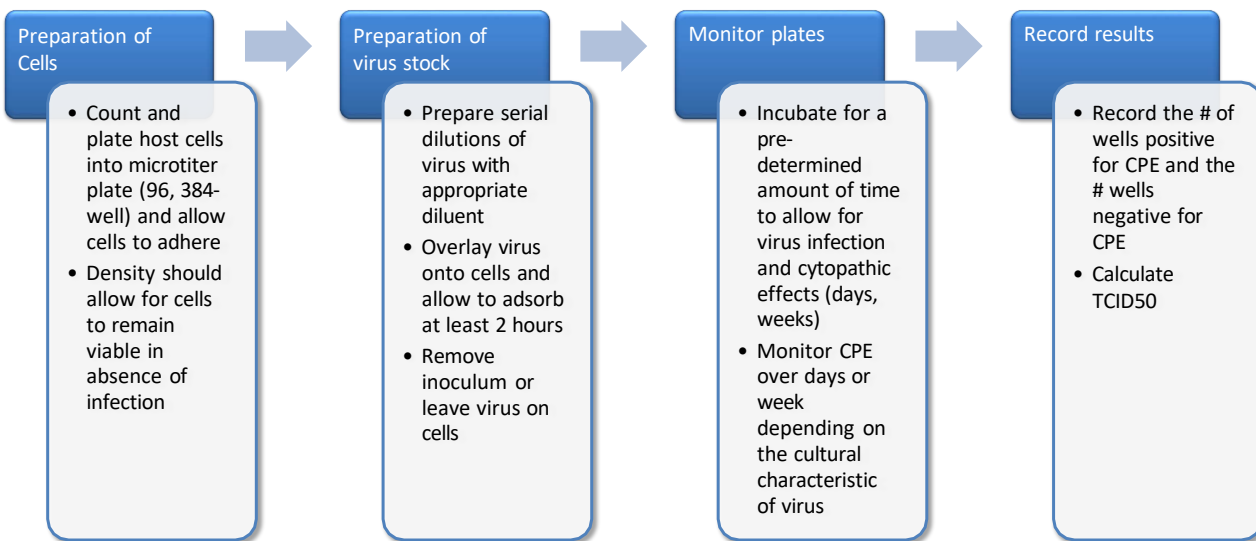 Preparation of
Cells
• Count and
plate host cells
into microtiter
plate (96, 384-
well) and allow
cells to adhere
• Density should
allow for cells
to remain
viable in
absence of
infection
Preparation of
virus stock
• Prepare serial
dilutions of
virus with
appropriate
diluent
• Overlay virus
onto cells and
allow to adsorb
at least 2 hours
• Remove
inoculum or
leave virus on
cells
Monitor plates
• Incubate for a
pre-
determined
amount of time
to allow for
virus infection
and cytopathic
effects (days,
weeks)
• Monitor CPE
over days or
week
depending on
the cultural
characteristic
of virus
Record results
• Record the # of
wells positive
for CPE and the
# wells
negative for
CPE
• Calculate
TCID50